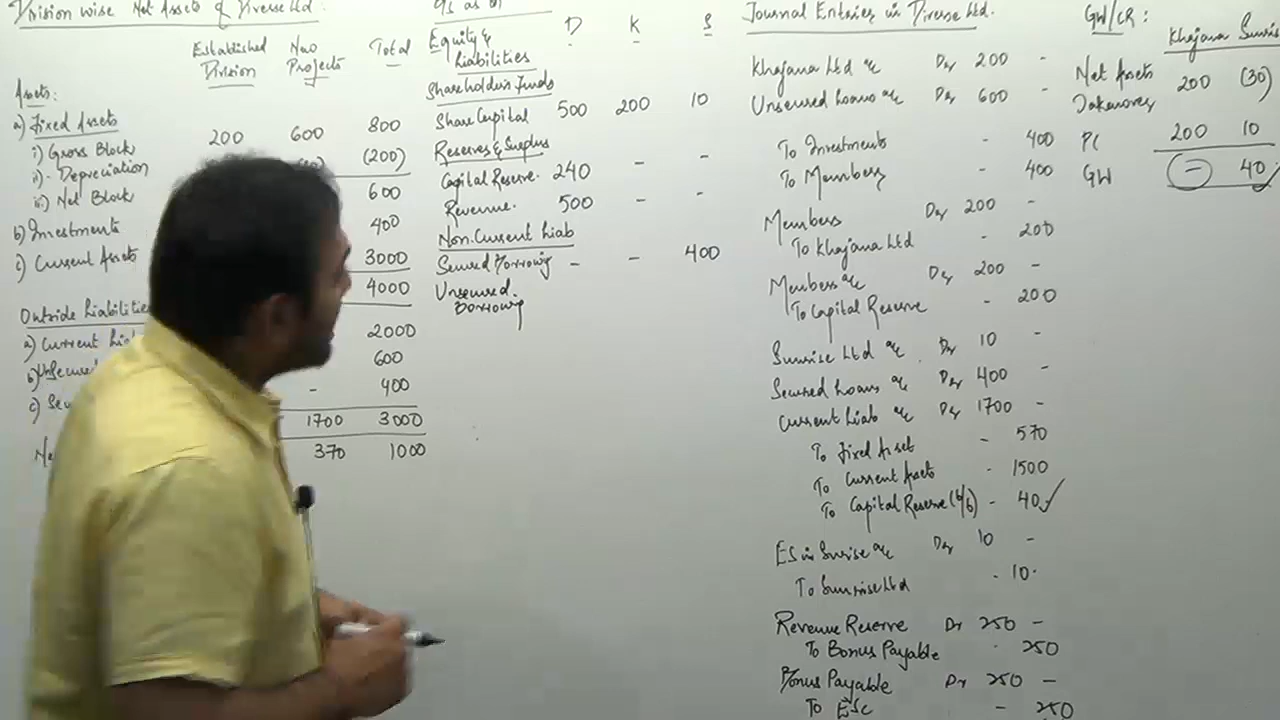 Division wise Net Assets of Diverse Ltd.
Established Division
New Projects
Total
Assets:
a) Fixed Assets
i) Gross Block 200 600 800
ii) Depreciation (200)
iii) Net Block 600
b) Investments 400
c) Current Assets 3000
4000
Outside Liabilities
a) Current Liab 2000
b) Unsecu 600
c) Se - 400
1700 3000
Ne 370 1000
Equity & Liabilities
D K S
Shareholders Funds
Share Capital 500 200 10
Reserves & Surplus
Capital Reserve. 240 - -
Revenue. 500 - -
Non. Current Liab
Secured Borrowing - - 400
Unsecured Borrowing
Journal Entries in Diverse Ltd.
Khajana Ltd a/c Dr 200 -
Unsecured Loans a/c Dr 600 -
To Investments - 400
To Members - 400
Members Dr 200 -
To Khajana Ltd - 200
Members a/c Dr 200 -
To Capital Reserve - 200
Sunrise Ltd a/c Dr 10 -
Secured Loans a/c Dr 400 -
Current Liab a/c Dr 1700 -
To Fixed Asset - 570
To Current Assets - 1500
To Capital Reserve (b/b) - 40 ✓
ES in Sunrise a/c Dr 10 -
To Sunrise Ltd - 10
Revenue Reserve Dr 250 -
To Bonus Payable - 250
Bonus Payable Dr 250 -
To ESC - 250
GW/CR:
Khajana Sunris
Net Assets Takenover 200 (30)
PC 200 10
GW - 40 ✓